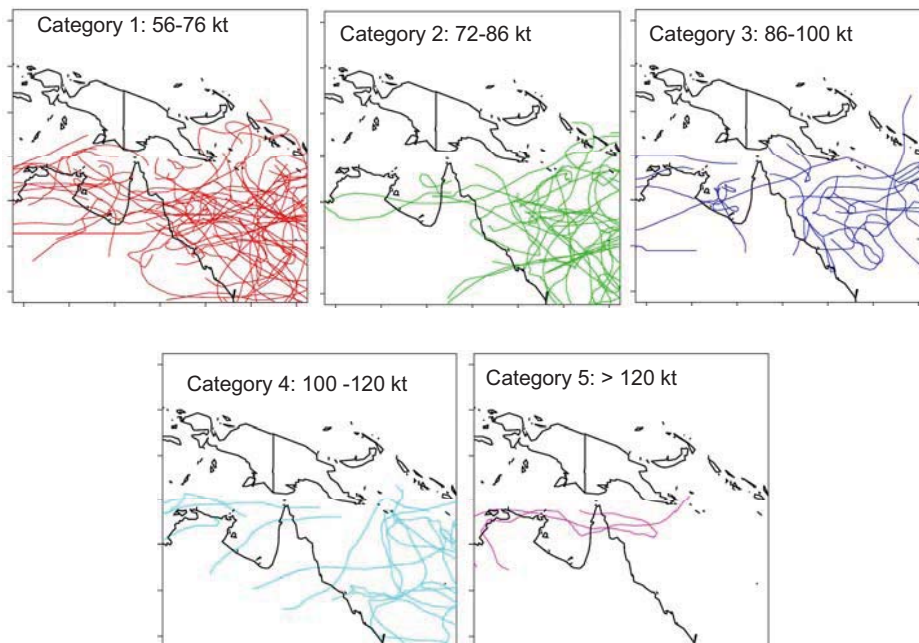 Category 1: 56-76 kt
Category 2: 72-86 kt
Category 3: 86-100 kt
Category 4: 100 -120 kt
Category 5: > 120 kt